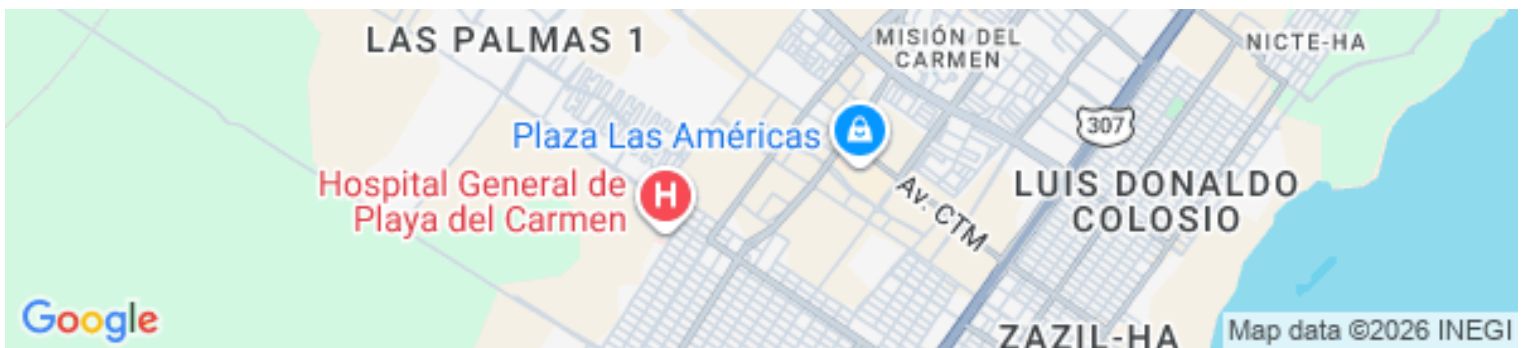 LAS PALMAS 1
MISIÓN DEL
CARMEN
NICTE-HA
Plaza Las Américas
307
Hospital General de
Playa del Carmen
H
Av. CTM
LUIS DONALDO
COLOSIO
Google
ZAZIL-HA
Map data ©2026 INEGI